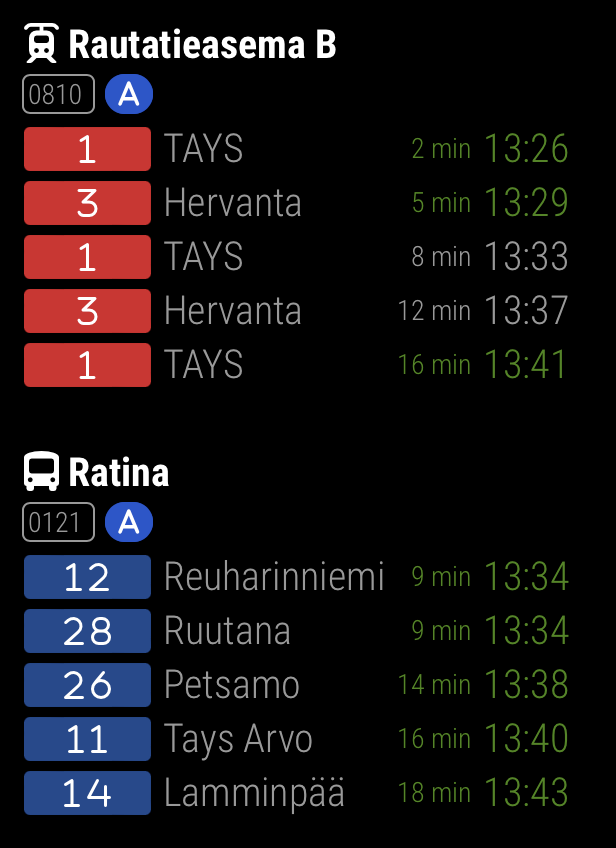 Rautatieasema B
0810 A
1 TAYS 2 min 13:26
3 Hervanta 5 min 13:29
1 TAYS 8 min 13:33
3 Hervanta 12 min 13:37
1 TAYS 16 min 13:41
Ratina
0121 A
12 Reuharinniemi 9 min 13:34
28 Ruutana 9 min 13:34
26 Petsamo 14 min 13:38
11 Tays Arvo 16 min 13:40
14 Lamminpää 18 min 13:43